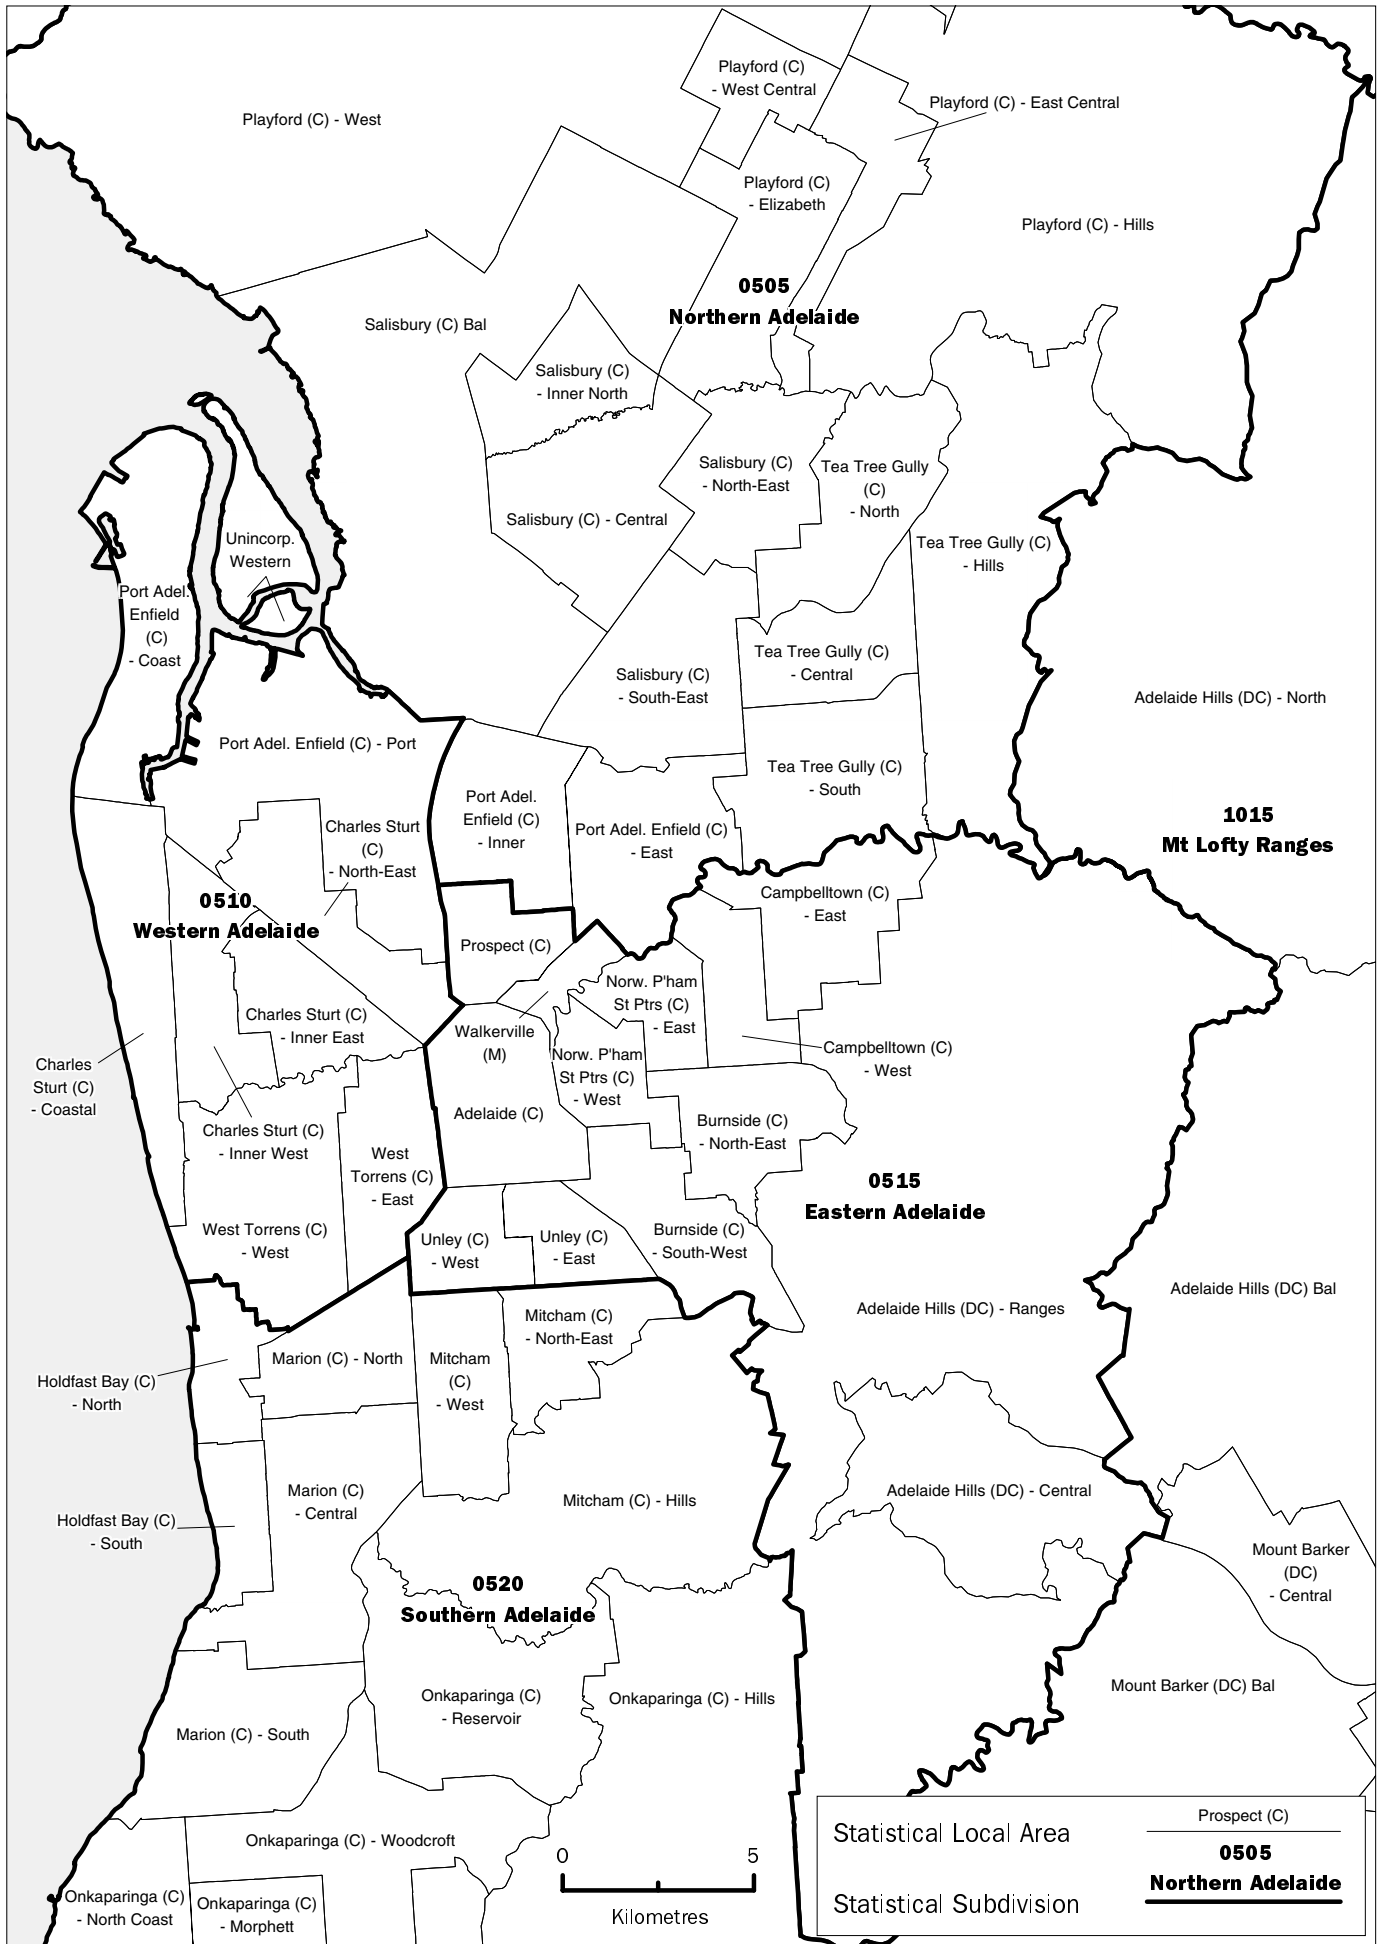 Playford (C)
- West Central
Playford (C) - East Central
Playford (C) - West
Playford (C)
- Elizabeth
Playford (C) - Hills
0505
Northern Adelaide
Salisbury (C) Bal
Salisbury (C)
- Inner North
Salisbury (C)
- North-East
Tea Tree Gully
(C)
- North
Salisbury (C) - Central
Unincorp.
Western
Tea Tree Gully (C)
- Hills
Port Adel.
Enfield
(C)
- Coast
Tea Tree Gully (C)
- Central
Salisbury (C)
- South-East
Adelaide Hills (DC) - North
Port Adel. Enfield (C) - Port
Tea Tree Gully (C)
- South
Port Adel.
Enfield (C)
- Inner
1015
Mt Lofty Ranges
Charles Sturt
(C)
- North-East
Port Adel. Enfield (C)
- East
0510
Western Adelaide
Campbelltown (C)
- East
Prospect (C)
Norw. P'ham
St Ptrs (C)
- East
Charles Sturt (C)
- Inner East
Walkerville
(M)
Norw. P'ham
St Ptrs (C)
- West
Campbelltown (C)
- West
Charles
Sturt (C)
- Coastal
Adelaide (C)
Charles Sturt (C)
- Inner West
Burnside (C)
- North-East
West
Torrens (C)
- East
0515
Eastern Adelaide
West Torrens (C)
- West
Unley (C)
- West
Unley (C)
- East
Burnside (C)
- South-West
Adelaide Hills (DC) Bal
Adelaide Hills (DC) - Ranges
Mitcham (C)
- North-East
Holdfast Bay (C)
- North
Marion (C) - North
Mitcham
(C)
- West
Marion (C)
- Central
Mitcham (C) - Hills
Adelaide Hills (DC) - Central
Holdfast Bay (C)
- South
Mount Barker
(DC)
- Central
0520
Southern Adelaide
Mount Barker (DC) Bal
Onkaparinga (C)
- Reservoir
Onkaparinga (C) - Hills
Marion (C) - South
Onkaparinga (C) - Woodcroft
Onkaparinga (C)
- North Coast
Onkaparinga (C)
- Morphett
0 5
Kilometres
Statistical Local Area
Prospect (C)
0505
Northern Adelaide
Statistical Subdivision